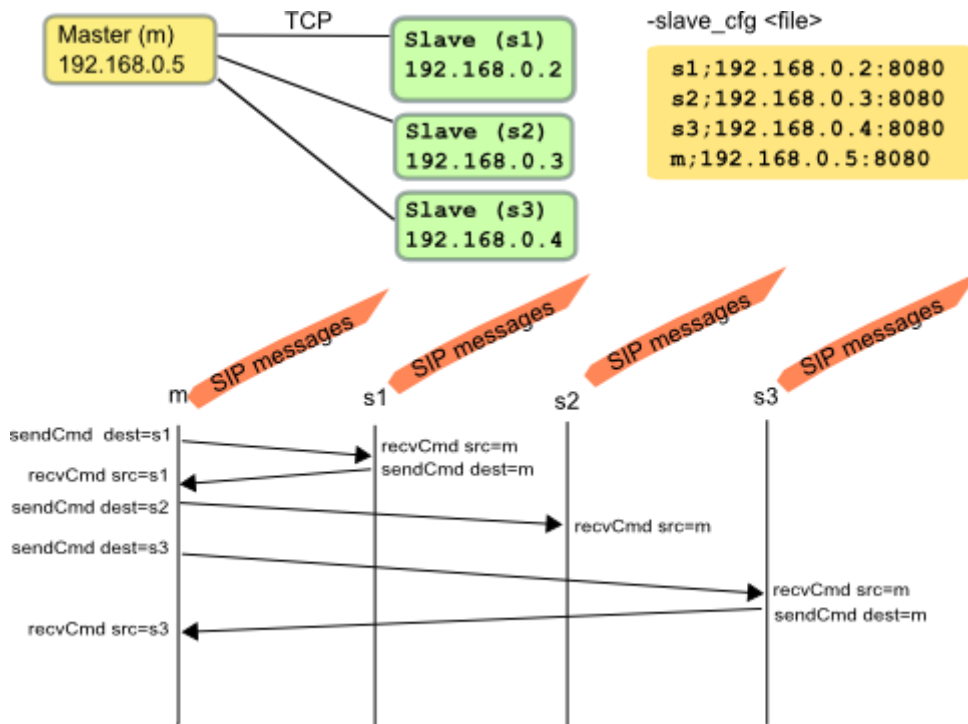 TCP
-slave_cfg <file>
Master (m)
192.168.0.5
Slave (s1)
192.168.0.2
Slave (s2)
192.168.0.3
Slave (s3)
192.168.0.4
s1;192.168.0.2:8080
s2;192.168.0.3:8080
s3;192.168.0.4:8080
m;192.168.0.5:8080
SIP messages
SIP messages
SIP messages
SIP messages
m
s1
s2
s3
sendCmd dest=s1
recvCmd src=m
sendCmd dest=m
recvCmd src=s1
sendCmd dest=s2
recvCmd src=m
sendCmd dest=s3
recvCmd src=m
sendCmd dest=m
recvCmd src=s3